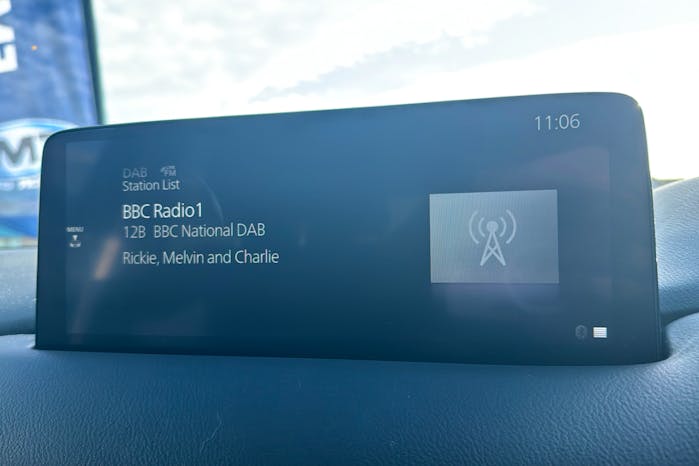 11:06
DAB FM
Station List
BBC Radio1
MENU
12B BBC National DAB
Rickie, Melvin and Charlie